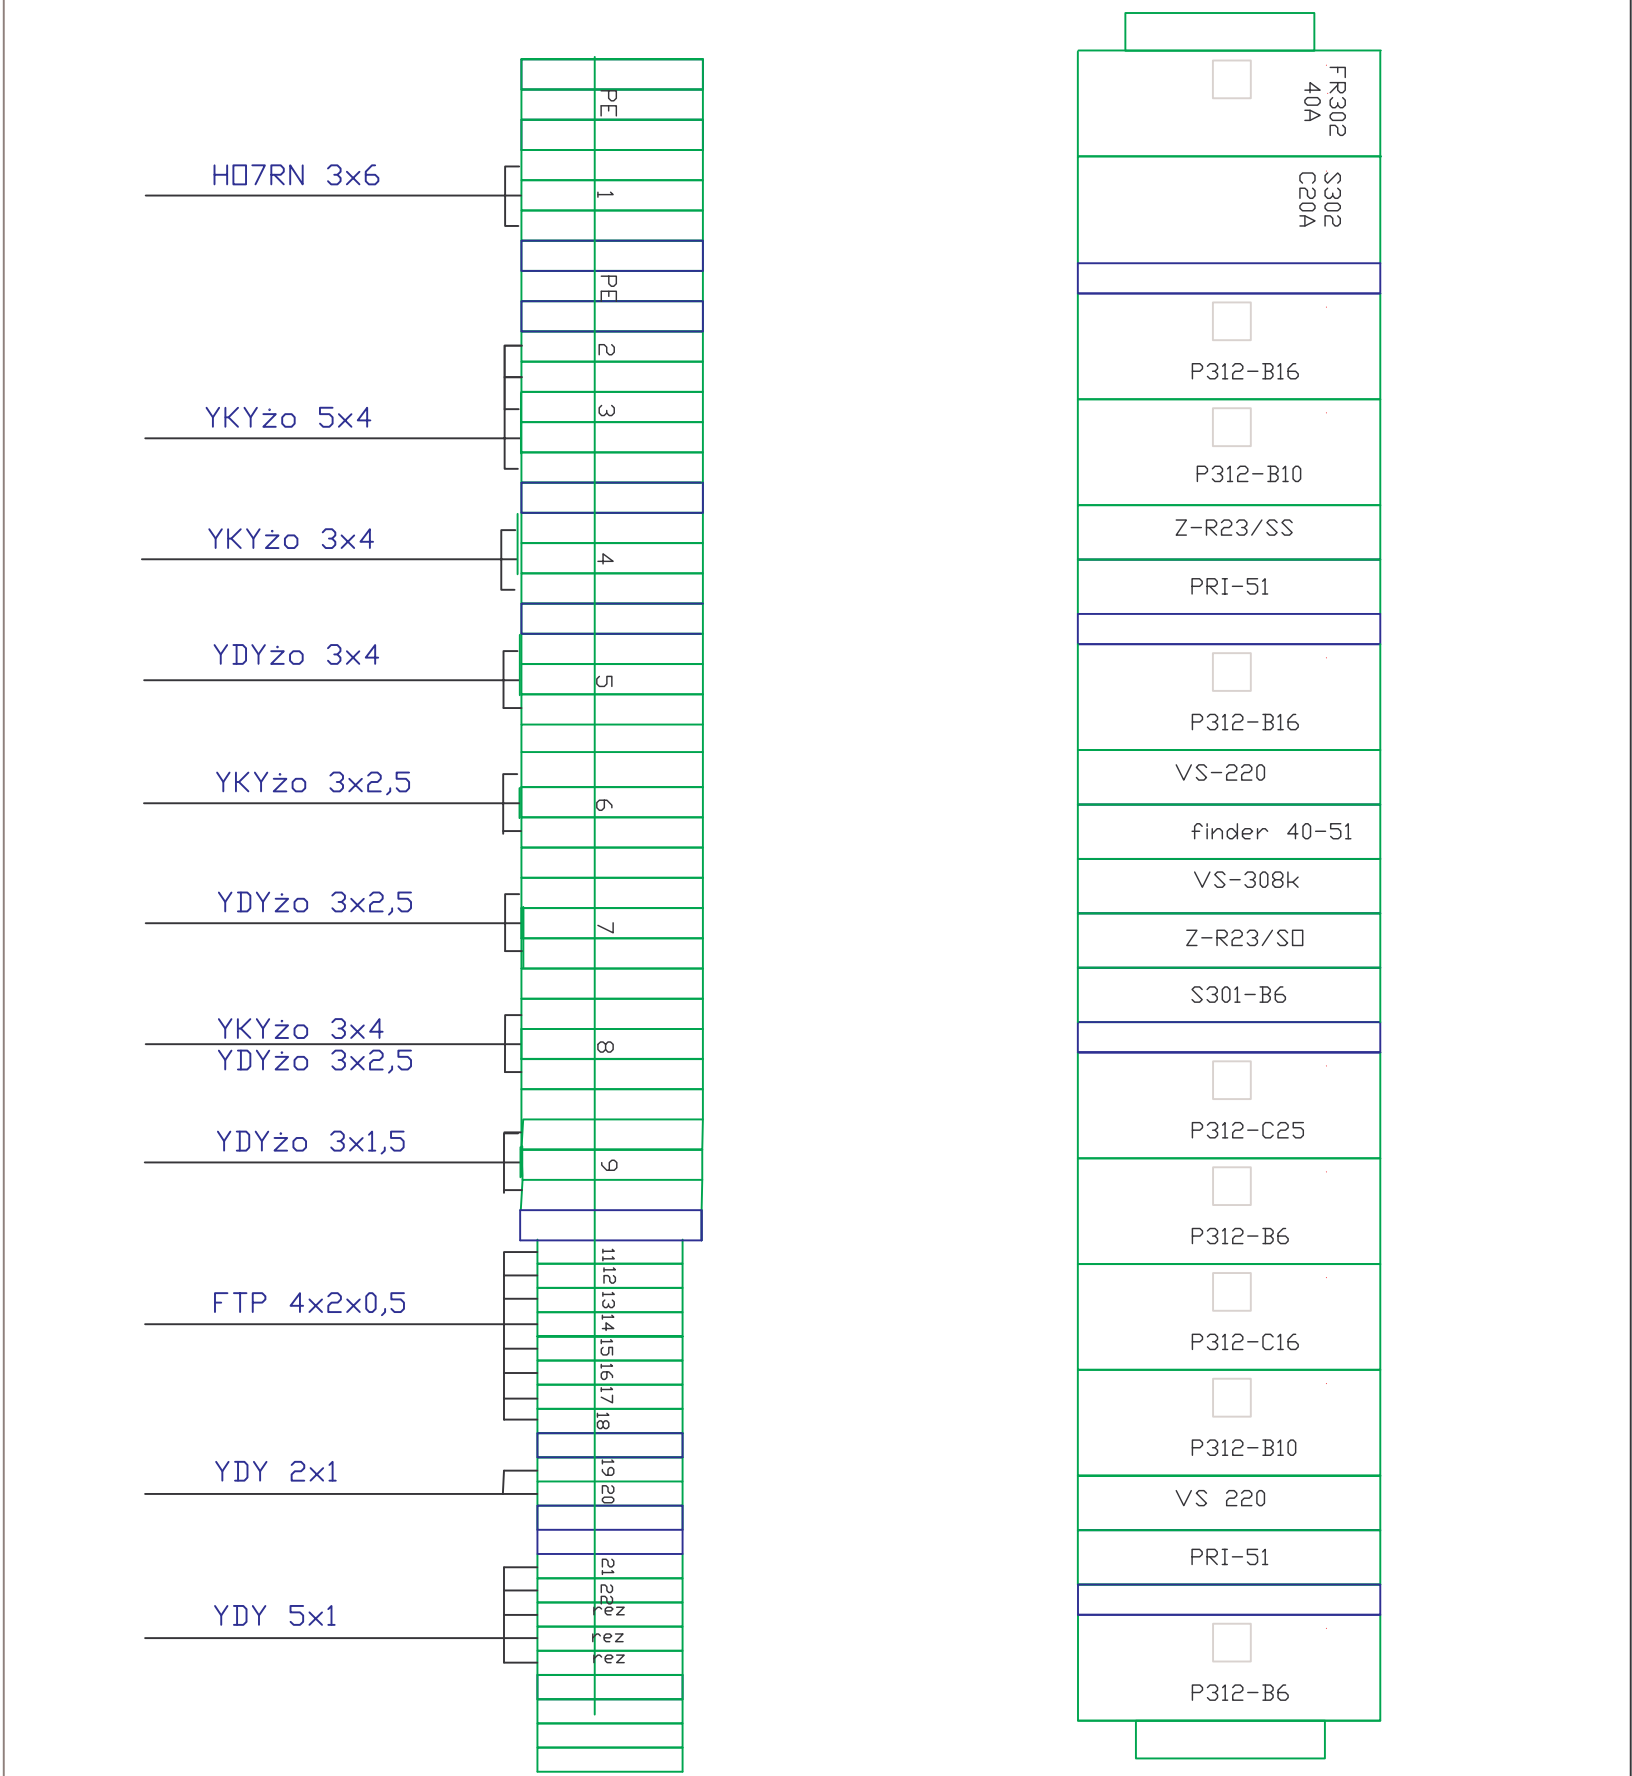 H07RN 3x6
YKYżo 5x4
YKYżo 3x4
YDYżo 3x4
YKYżo 3x2,5
YDYżo 3x2,5
YKYżo 3x4
YDYżo 3x2,5
YDYżo 3x1,5
FTP 4x2x0,5
YDY 2x1
YDY 5x1
PE
1
PE
2
3
4
5
6
7
8
9
11
12
13
14
15
16
17
18
19
20
21
22
rez
rez
rez
FR302
40A
S302
C20A
P312-B16
P312-B10
Z-R23/SS
PRI-51
P312-B16
VS-220
finder 40-51
VS-308k
Z-R23/SO
S301-B6
P312-C25
P312-B6
P312-C16
P312-B10
VS 220
PRI-51
P312-B6